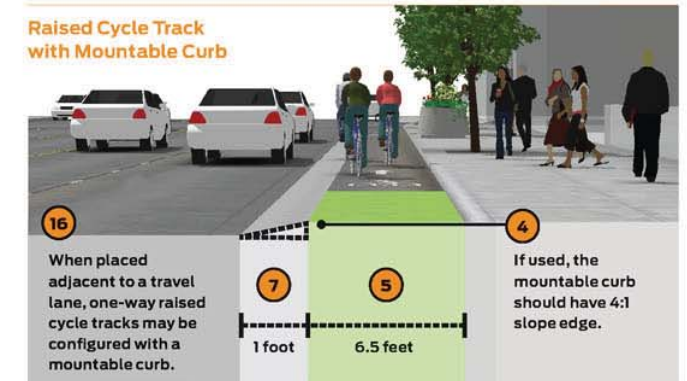 Raised Cycle Track
with Mountable Curb
16
When placed
adjacent to a travel
lane, one-way raised
cycle tracks may be
configured with a
mountable curb.
7
1 foot
5
6.5 feet
4
If used, the
mountable curb
should have 4:1
slope edge.